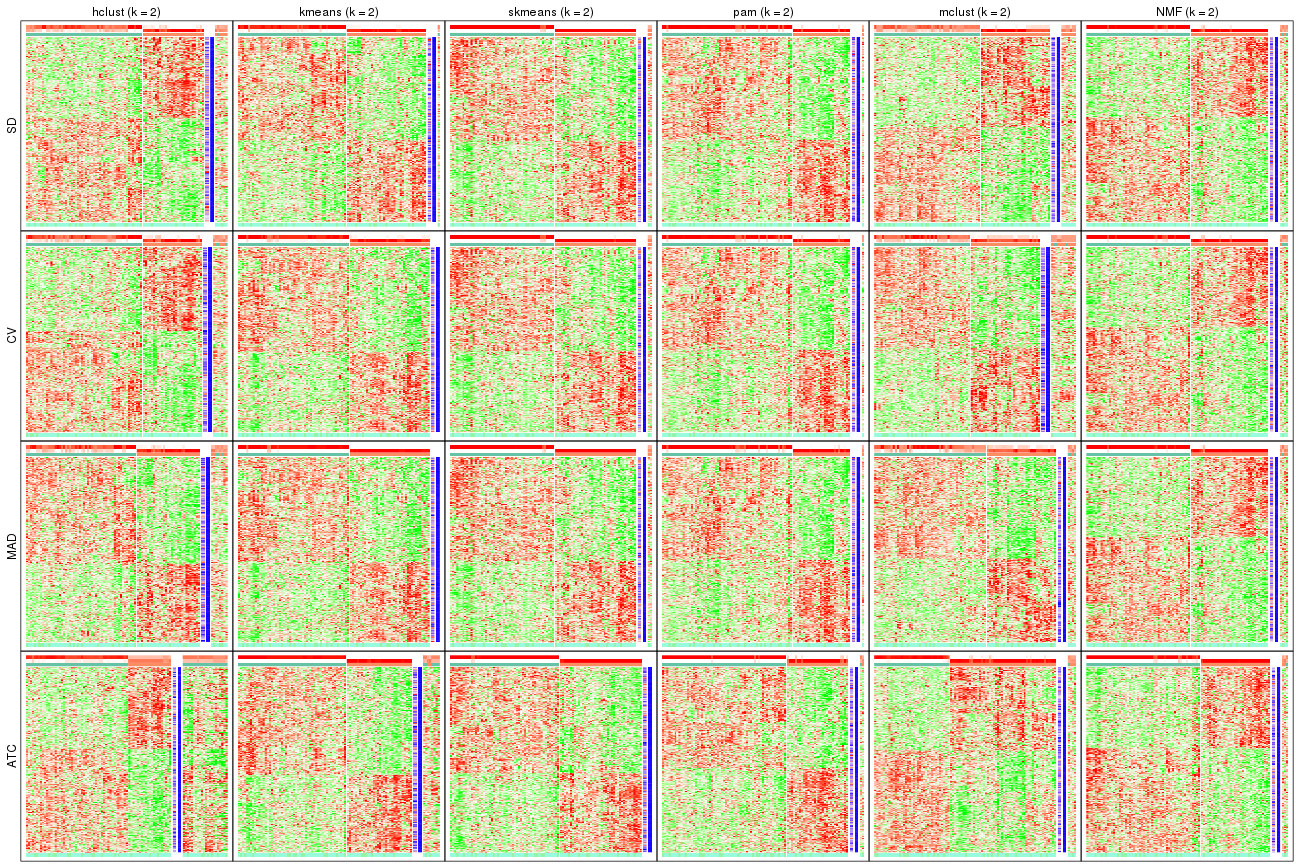 hclust (k = 2) kmeans (k = 2) skmeans (k = 2) pam (k = 2) mclust (k = 2) NMF (k = 2)
SD
CV
MAD
ATC